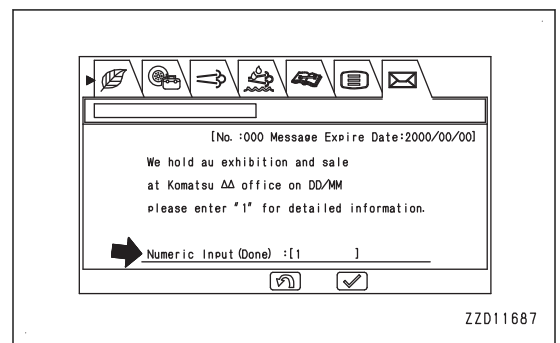 [No. :000 Message Expire Date:2000/00/00]
We hold au exhibition and sale
at Komatsu ΔΔ office on DD/MM
please enter "1" for detailed information.
Numeric Input(Done) :[1 ]
ZZD11687